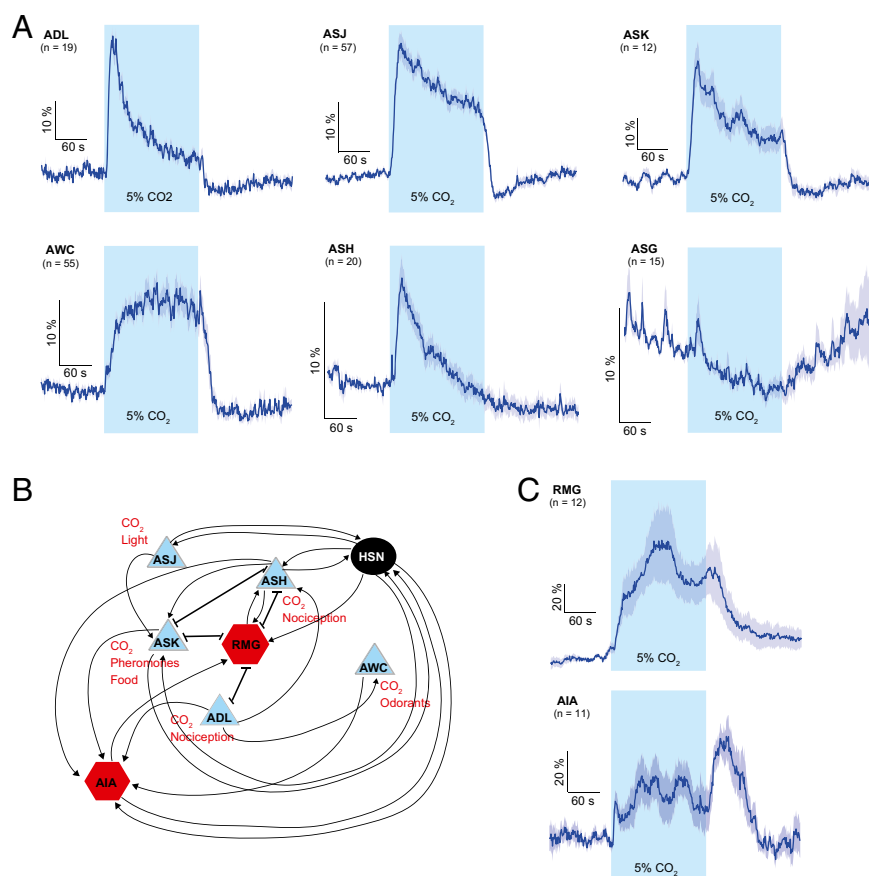 A
ADL
(n = 19)
10 %
60 s
5% CO2
ASJ
(n = 57)
10 %
60 s
5% CO₂
ASK
(n = 12)
10 %
60 s
5% CO₂
AWC
(n = 55)
10 %
60 s
5% CO₂
ASH
(n = 20)
10 %
60 s
5% CO₂
ASG
(n = 15)
10 %
60 s
5% CO₂
B
CO₂
Light
ASJ
HSN
ASH
CO₂
Nociception
ASK
RMG
CO₂
Pheromones
Food
AWC
CO₂
Odorants
ADL
CO₂
Nociception
AIA
C
RMG
(n = 12)
20 %
60 s
5% CO₂
AIA
(n = 11)
20 %
60 s
5% CO₂